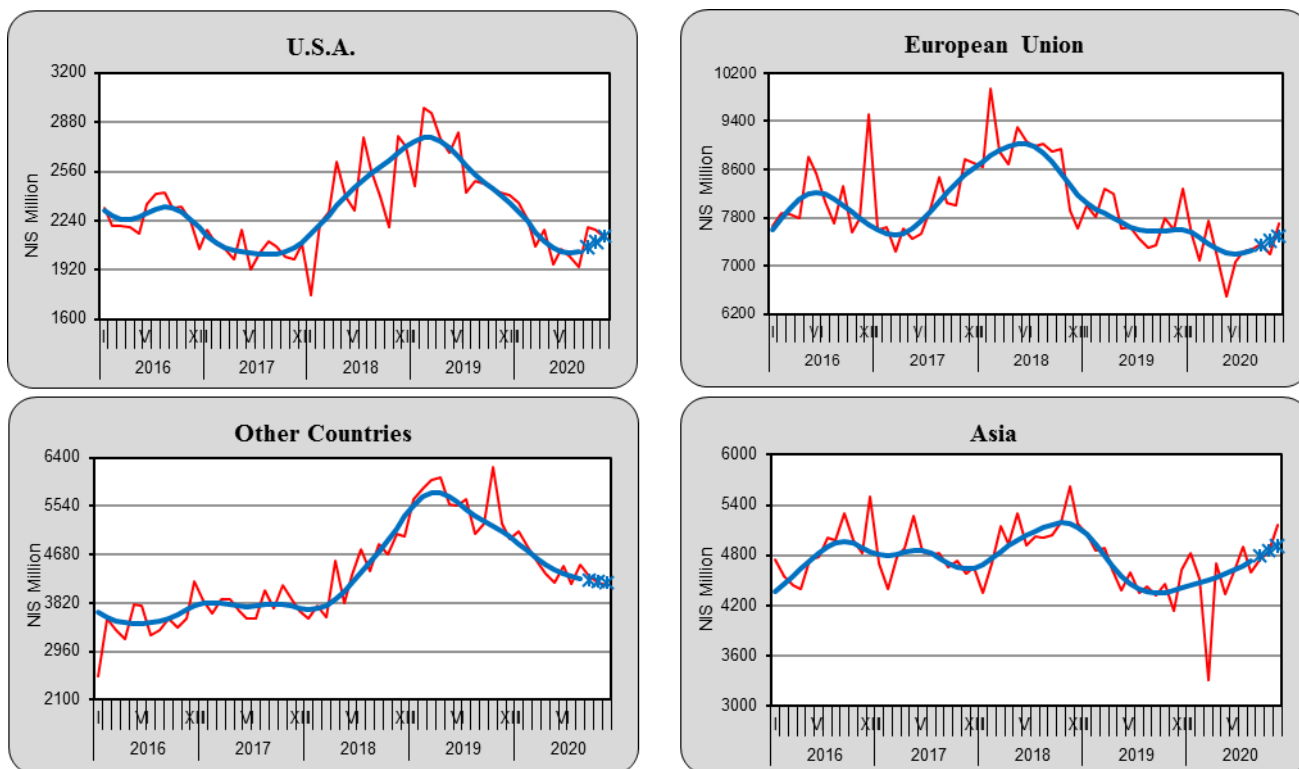 U.S.A.
NIS Million
3200
2880
2560
2240
1920
1600
I V XII V XII V XII V XII V
2016 2017 2018 2019 2020
European Union
NIS Million
10200
9400
8600
7800
7000
6200
I VI XII VI XII VI XII VI XII V
2016 2017 2018 2019 2020
Other Countries
NIS Million
6400
5540
4680
3820
2960
2100
I VI XII VI XII VI XII VI XII VI
2016 2017 2018 2019 2020
Asia
NIS Million
6000
5400
4800
4200
3600
3000
I V XII V XII V XII V XII V
2016 2017 2018 2019 2020